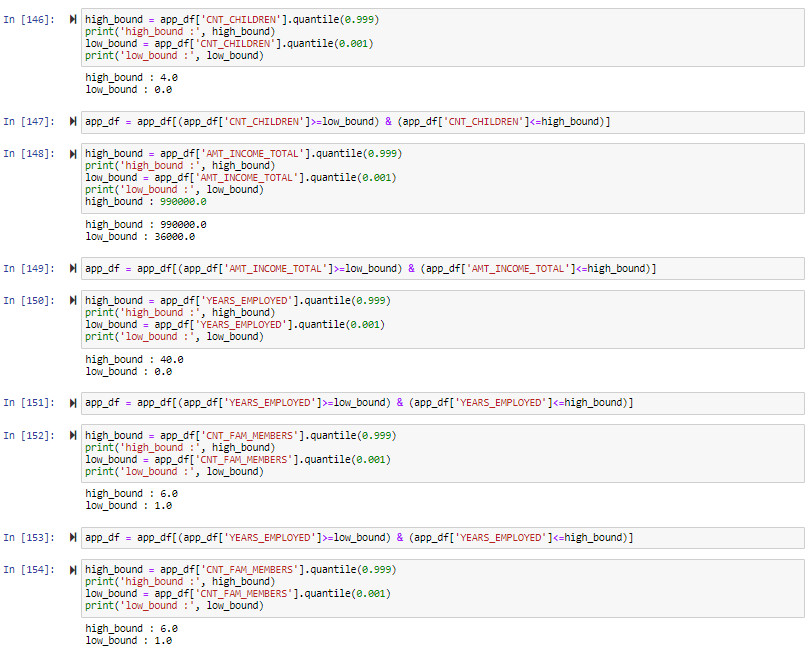 In [146]: high_bound = app_df['CNT_CHILDREN'].quantile(0.999)
print('high_bound :', high_bound)
low_bound = app_df['CNT_CHILDREN'].quantile(0.001)
print('low_bound :', low_bound)
high_bound : 4.0
low_bound : 0.0
In [147]: app_df = app_df[(app_df['CNT_CHILDREN']>=low_bound) & (app_df['CNT_CHILDREN']<=high_bound)]
In [148]: high_bound = app_df['AMT_INCOME_TOTAL'].quantile(0.999)
print('high_bound :', high_bound)
low_bound = app_df['AMT_INCOME_TOTAL'].quantile(0.001)
print('low_bound :', low_bound)
high_bound : 990000.0
high_bound : 990000.0
low_bound : 36000.0
In [149]: app_df = app_df[(app_df['AMT_INCOME_TOTAL']>=low_bound) & (app_df['AMT_INCOME_TOTAL']<=high_bound)]
In [150]: high_bound = app_df['YEARS_EMPLOYED'].quantile(0.999)
print('high_bound :', high_bound)
low_bound = app_df['YEARS_EMPLOYED'].quantile(0.001)
print('low_bound :', low_bound)
high_bound : 40.0
low_bound : 0.0
In [151]: app_df = app_df[(app_df['YEARS_EMPLOYED']>=low_bound) & (app_df['YEARS_EMPLOYED']<=high_bound)]
In [152]: high_bound = app_df['CNT_FAM_MEMBERS'].quantile(0.999)
print('high_bound :', high_bound)
low_bound = app_df['CNT_FAM_MEMBERS'].quantile(0.001)
print('low_bound :', low_bound)
high_bound : 6.0
low_bound : 1.0
In [153]: app_df = app_df[(app_df['YEARS_EMPLOYED']>=low_bound) & (app_df['YEARS_EMPLOYED']<=high_bound)]
In [154]: high_bound = app_df['CNT_FAM_MEMBERS'].quantile(0.999)
print('high_bound :', high_bound)
low_bound = app_df['CNT_FAM_MEMBERS'].quantile(0.001)
print('low_bound :', low_bound)
high_bound : 6.0
low_bound : 1.0